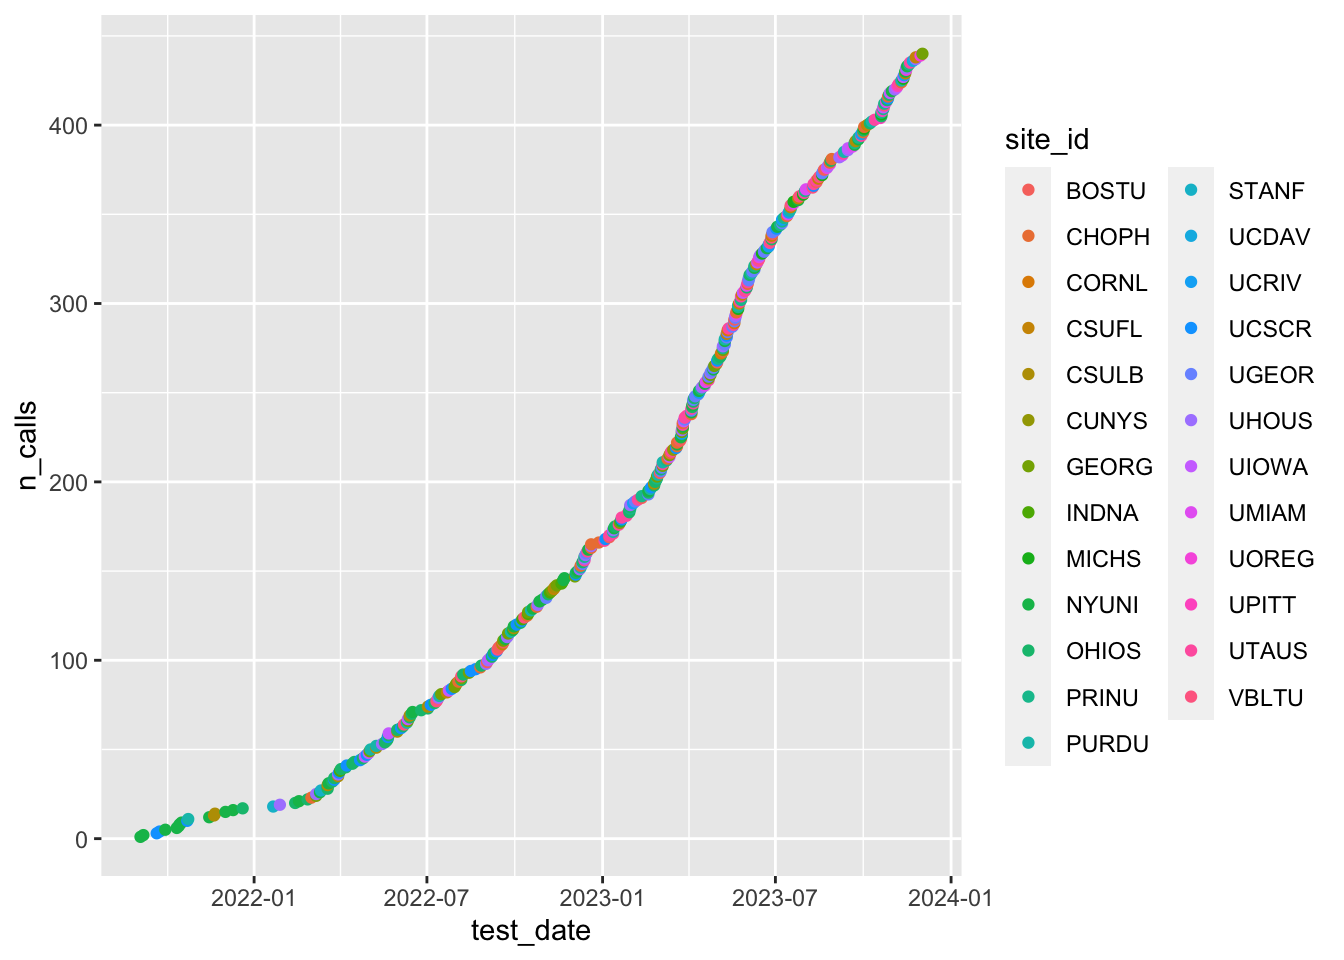 400
300
200
100
0
n_calls
2022-01 2022-07 2023-01 2023-07 2024-01
test_date
site_id
BOSTU STANF
CHOPH UCDAV
CORNL UCRIV
CSUFL UCSCR
CSULB UGEOR
CUNYS UHOUS
GEORG UIOWA
INDNA UMIAM
MICHS UOREG
NYUNI UPITT
OHIOS UTAUS
PRINU VBLTU
PURDU